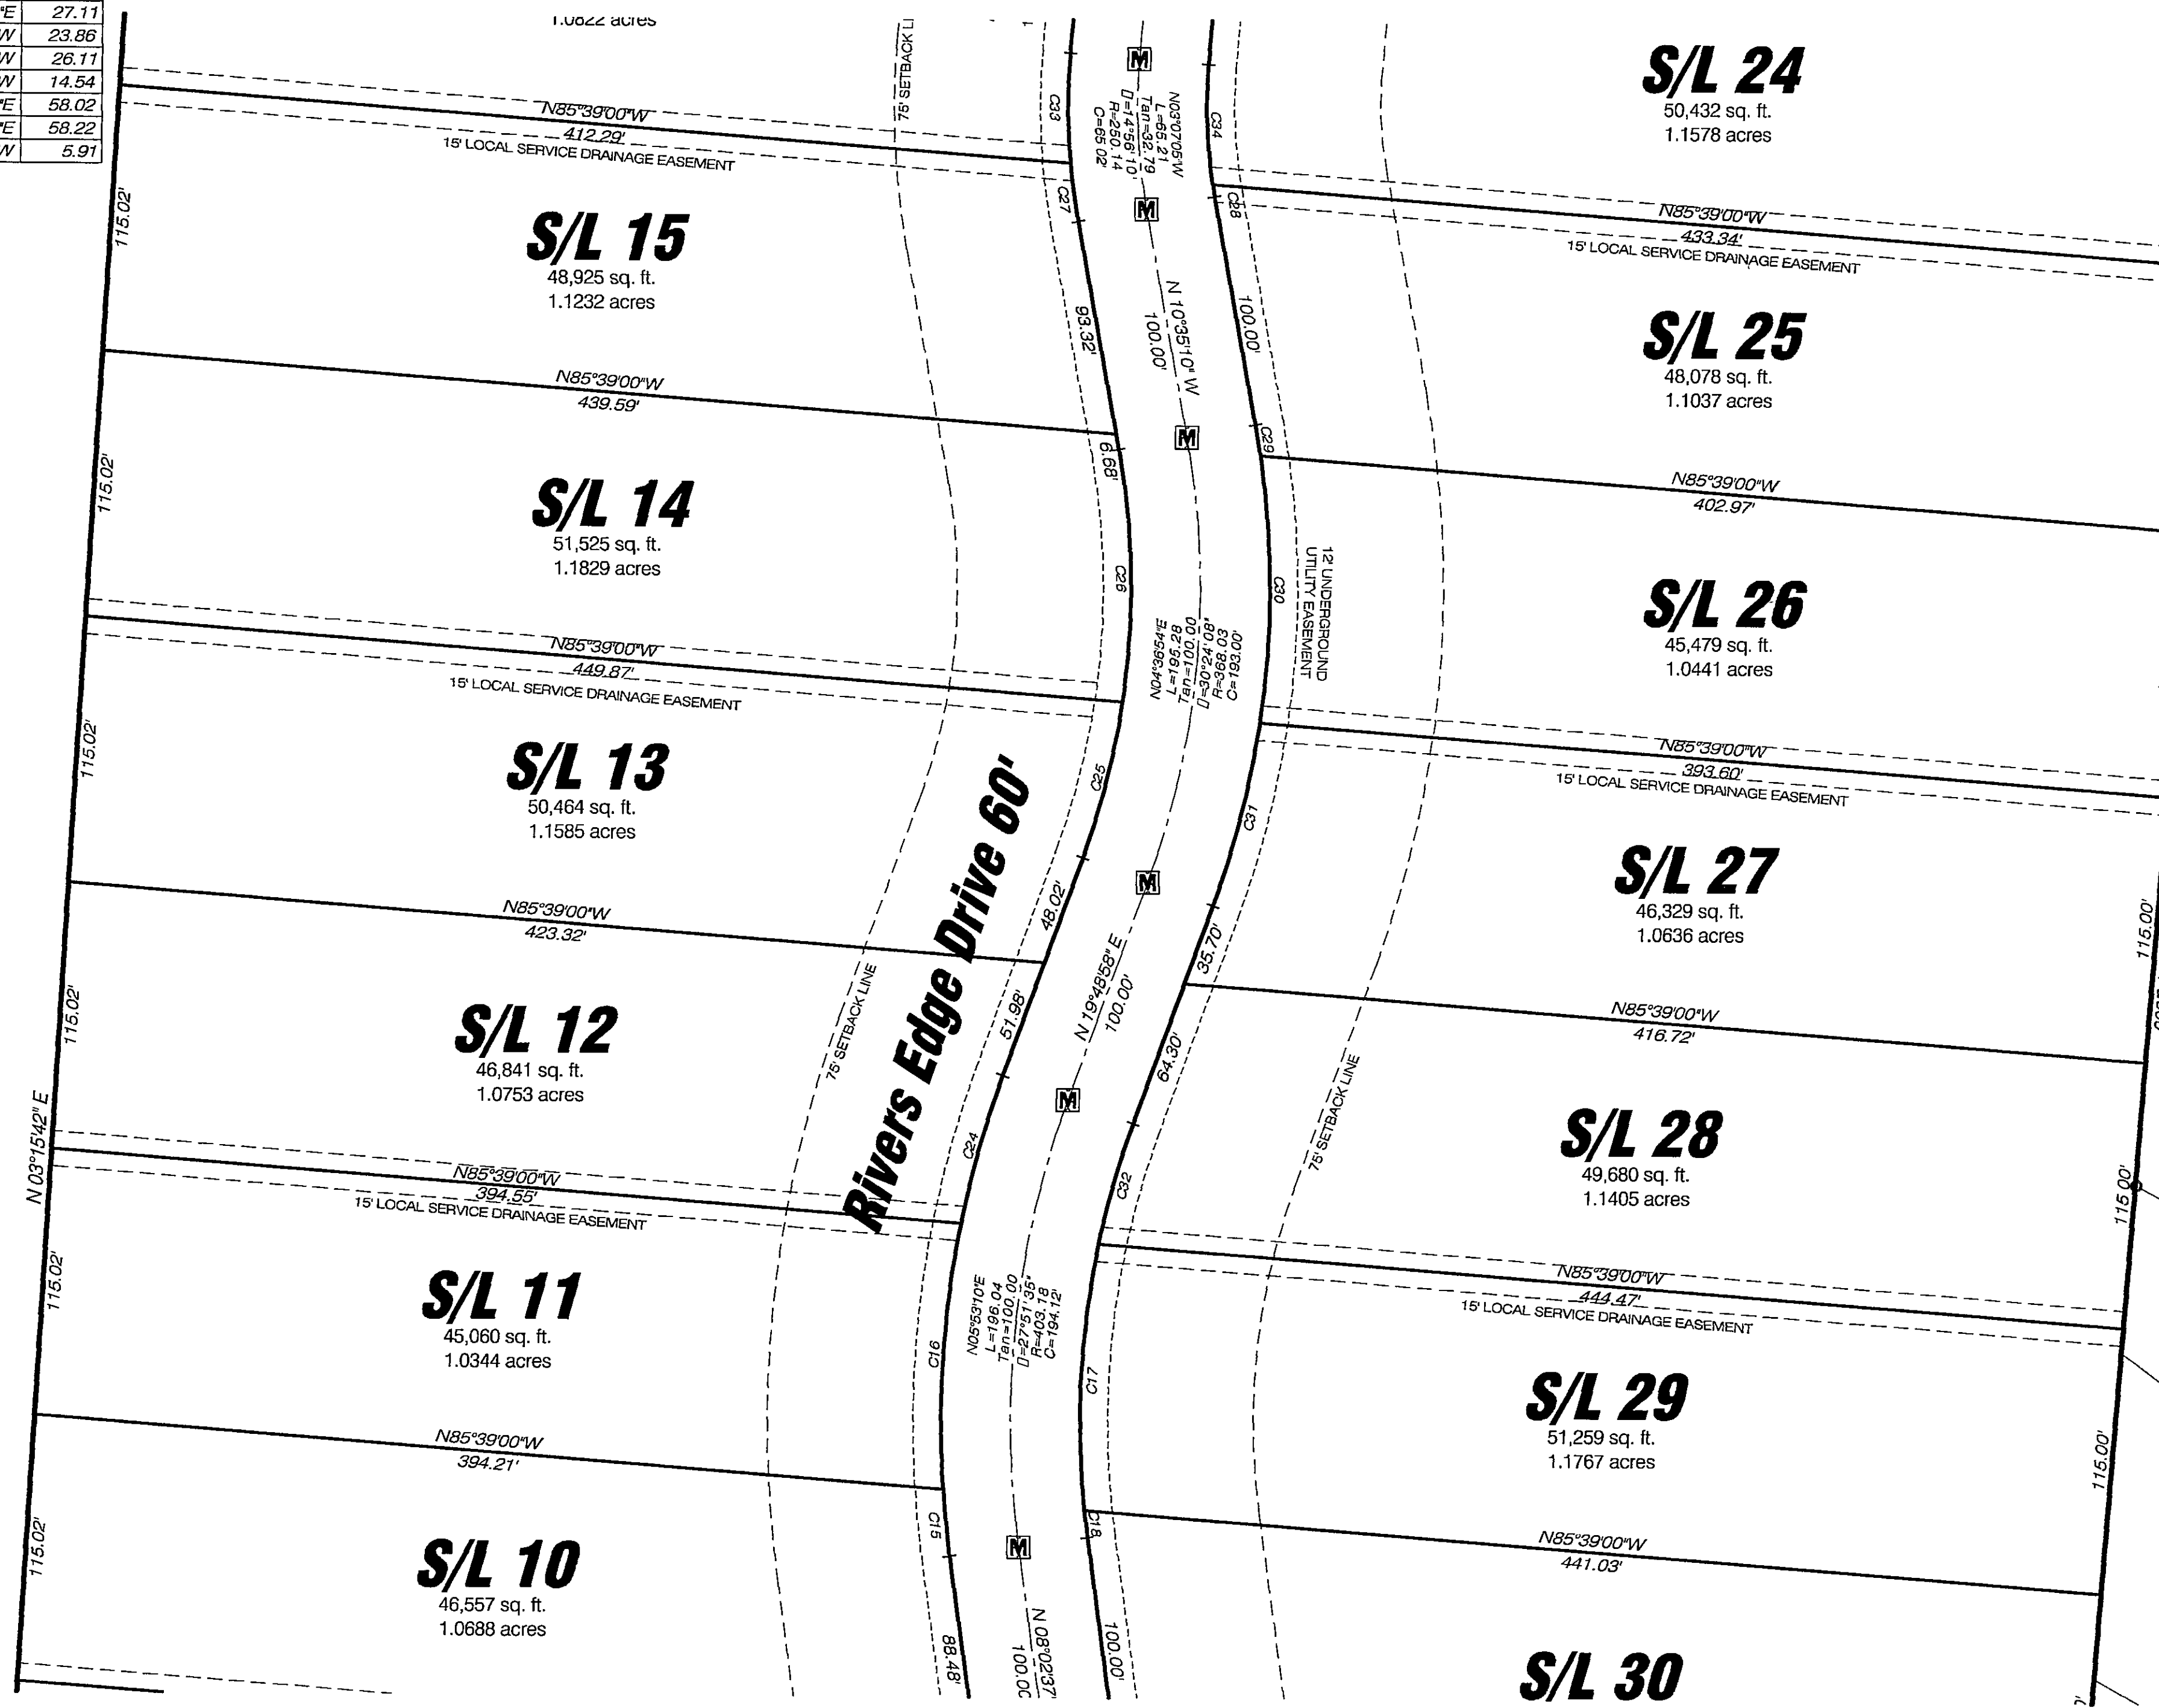 "E 27.11
W 23.86
W 26.11
W 14.54
"E 58.02
"E 58.22
W 5.91
1.0822 acres
75' SETBACK LI
N85°39'00"W
412.29'
15' LOCAL SERVICE DRAINAGE EASEMENT
115.02'
S/L 15
48,925 sq. ft.
1.1232 acres
N85°39'00"W
439.59'
115.02'
S/L 14
51,525 sq. ft.
1.1829 acres
N85°39'00"W
449.87'
15' LOCAL SERVICE DRAINAGE EASEMENT
115.02'
S/L 13
50,464 sq. ft.
1.1585 acres
N85°39'00"W
423.32'
115.02'
S/L 12
46,841 sq. ft.
1.0753 acres
75' SETBACK LINE
N 03°15'42" E
N85°39'00"W
394.55'
15' LOCAL SERVICE DRAINAGE EASEMENT
115.02'
S/L 11
45,060 sq. ft.
1.0344 acres
N85°39'00"W
394.21'
115.02'
S/L 10
46,557 sq. ft.
1.0688 acres
Rivers Edge Drive 60'
C33
C27
93.32'
6.68'
C26
C25
48.02'
51.98'
C24
C16
C15
88.48'
M
N03°07'05"W
L=65.21
Tan=32.79
▯=14°56'10"
R=250.14
C=65.02'
M
N 10°35'10" W
100.00'
M
N04°36'54"E
L=195.28
Tan=100.00
▯=30°24'08"
R=368.03
C=193.00'
M
N 19°48'58" E
100.00'
M
N05°53'10"E
L=196.04
Tan=100.00
▯=27°51'35"
R=403.18
C=194.12'
M
N 08°02'37"
100.00
C34
C28
100.00'
C29
C30
12' UNDERGROUND
UTILITY EASEMENT
C31
35.70'
64.30'
C32
C17
C18
100.00'
S/L 24
50,432 sq. ft.
1.1578 acres
N85°39'00"W
433.34'
15' LOCAL SERVICE DRAINAGE EASEMENT
S/L 25
48,078 sq. ft.
1.1037 acres
N85°39'00"W
402.97'
S/L 26
45,479 sq. ft.
1.0441 acres
N85°39'00"W
393.60'
15' LOCAL SERVICE DRAINAGE EASEMENT
S/L 27
46,329 sq. ft.
1.0636 acres
115.00'
N85°39'00"W
416.72'
75' SETBACK LINE
S/L 28
49,680 sq. ft.
1.1405 acres
115.00'
N85°39'00"W
444.47'
15' LOCAL SERVICE DRAINAGE EASEMENT
S/L 29
51,259 sq. ft.
1.1767 acres
115.00'
N85°39'00"W
441.03'
S/L 30